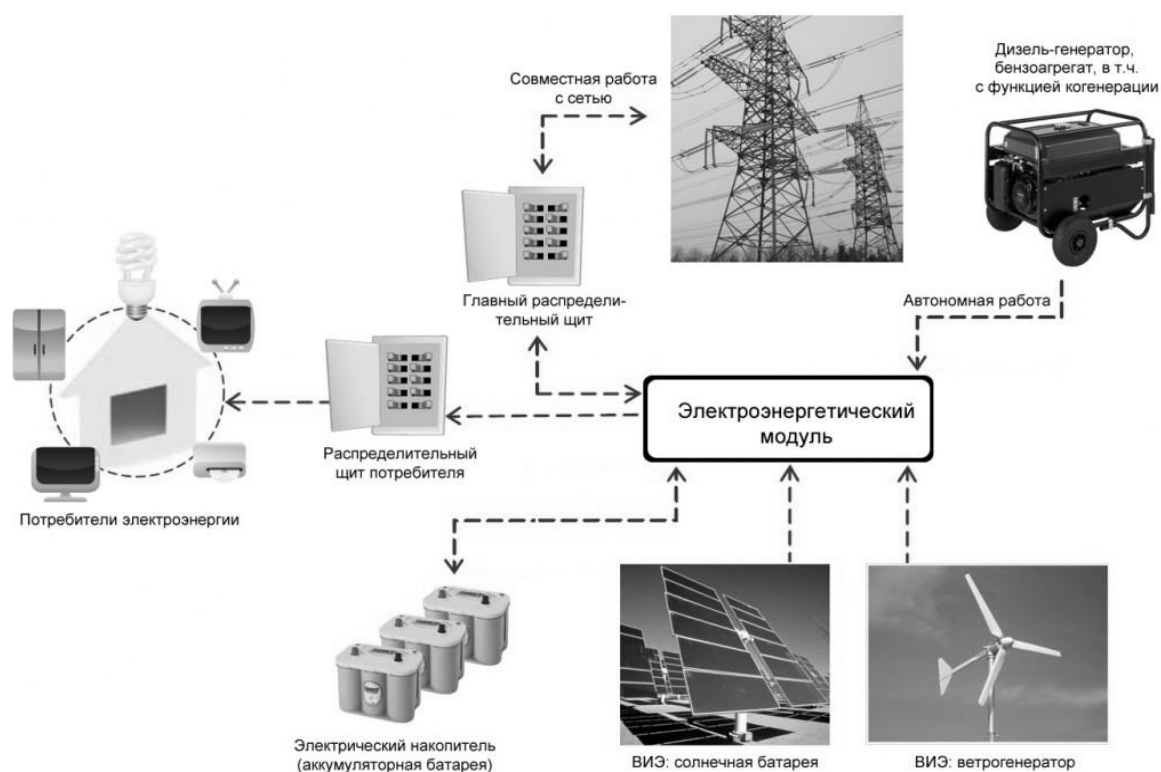 Совместная работа
с сетью
Дизель-генератор,
бензоагрегат, в т.ч.
с функцией когенерации
Главный распредели-
тельный щит
Автономная работа
Электроэнергетический
модуль
Распределительный
щит потребителя
Потребители электроэнергии
Электрический накопитель
(аккумуляторная батарея)
ВИЭ: солнечная батарея
ВИЭ: ветрогенератор